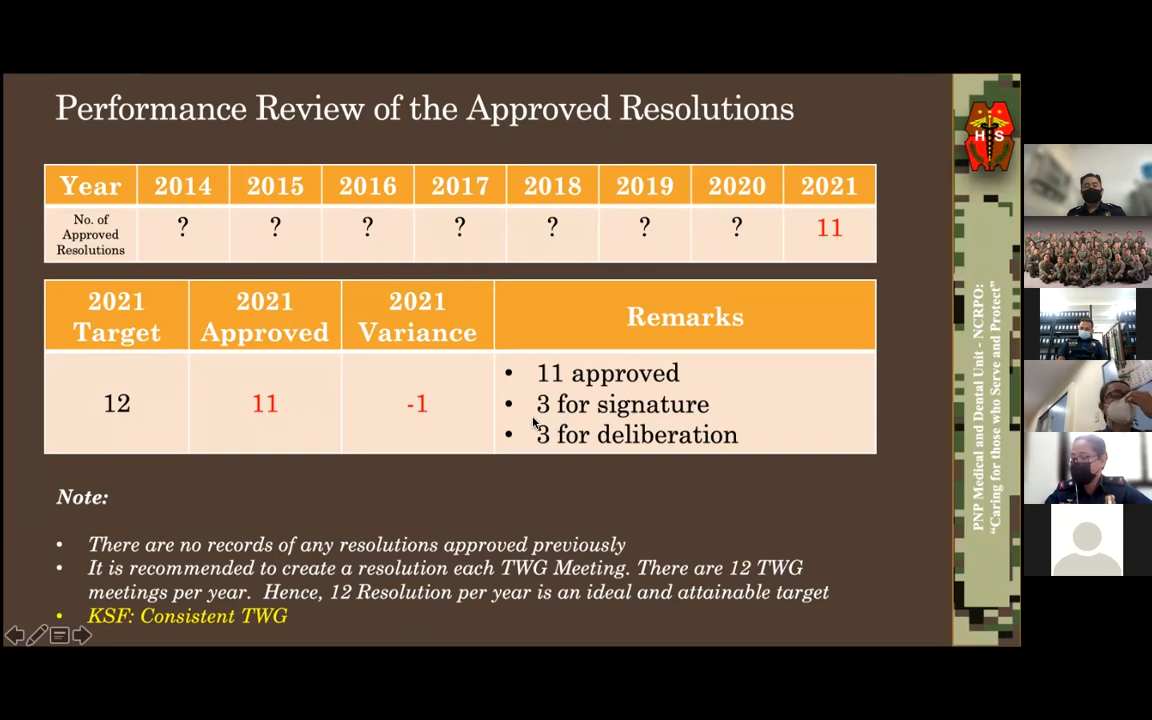 Performance Review of the Approved Resolutions
Year 2014 2015 2016 2017 2018 2019 2020 2021
No. of
Approved
Resolutions
? ? ? ? ? ? ? 11
2021
Target
2021
Approved
2021
Variance
Remarks
12
11
-1
• 11 approved
• 3 for signature
• 3 for deliberation
Note:
• There are no records of any resolutions approved previously
• It is recommended to create a resolution each TWG Meeting. There are 12 TWG
meetings per year. Hence, 12 Resolution per year is an ideal and attainable target
• KSF: Consistent TWG
H S
PNP Medical and Dental Unit - NCRPO:
“Caring for those who Serve and Protect”